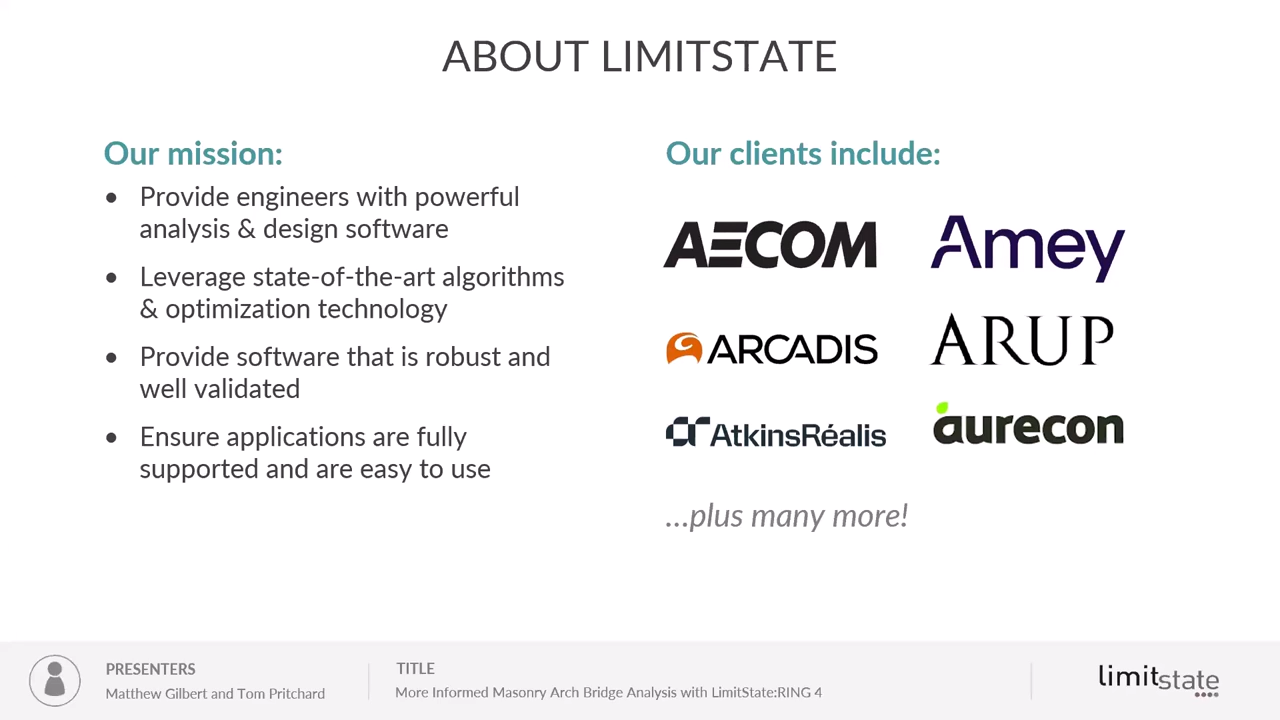 ABOUT LIMITSTATE
Our mission:
• Provide engineers with powerful
analysis & design software
• Leverage state-of-the-art algorithms
& optimization technology
• Provide software that is robust and
well validated
• Ensure applications are fully
supported and are easy to use
Our clients include:
AECOM
Amey
ARCADIS
ARUP
AtkinsRéalis
aurecon
...plus many more!
PRESENTERS
Matthew Gilbert and Tom Pritchard
TITLE
More Informed Masonry Arch Bridge Analysis with LimitState:RING 4
limitstate